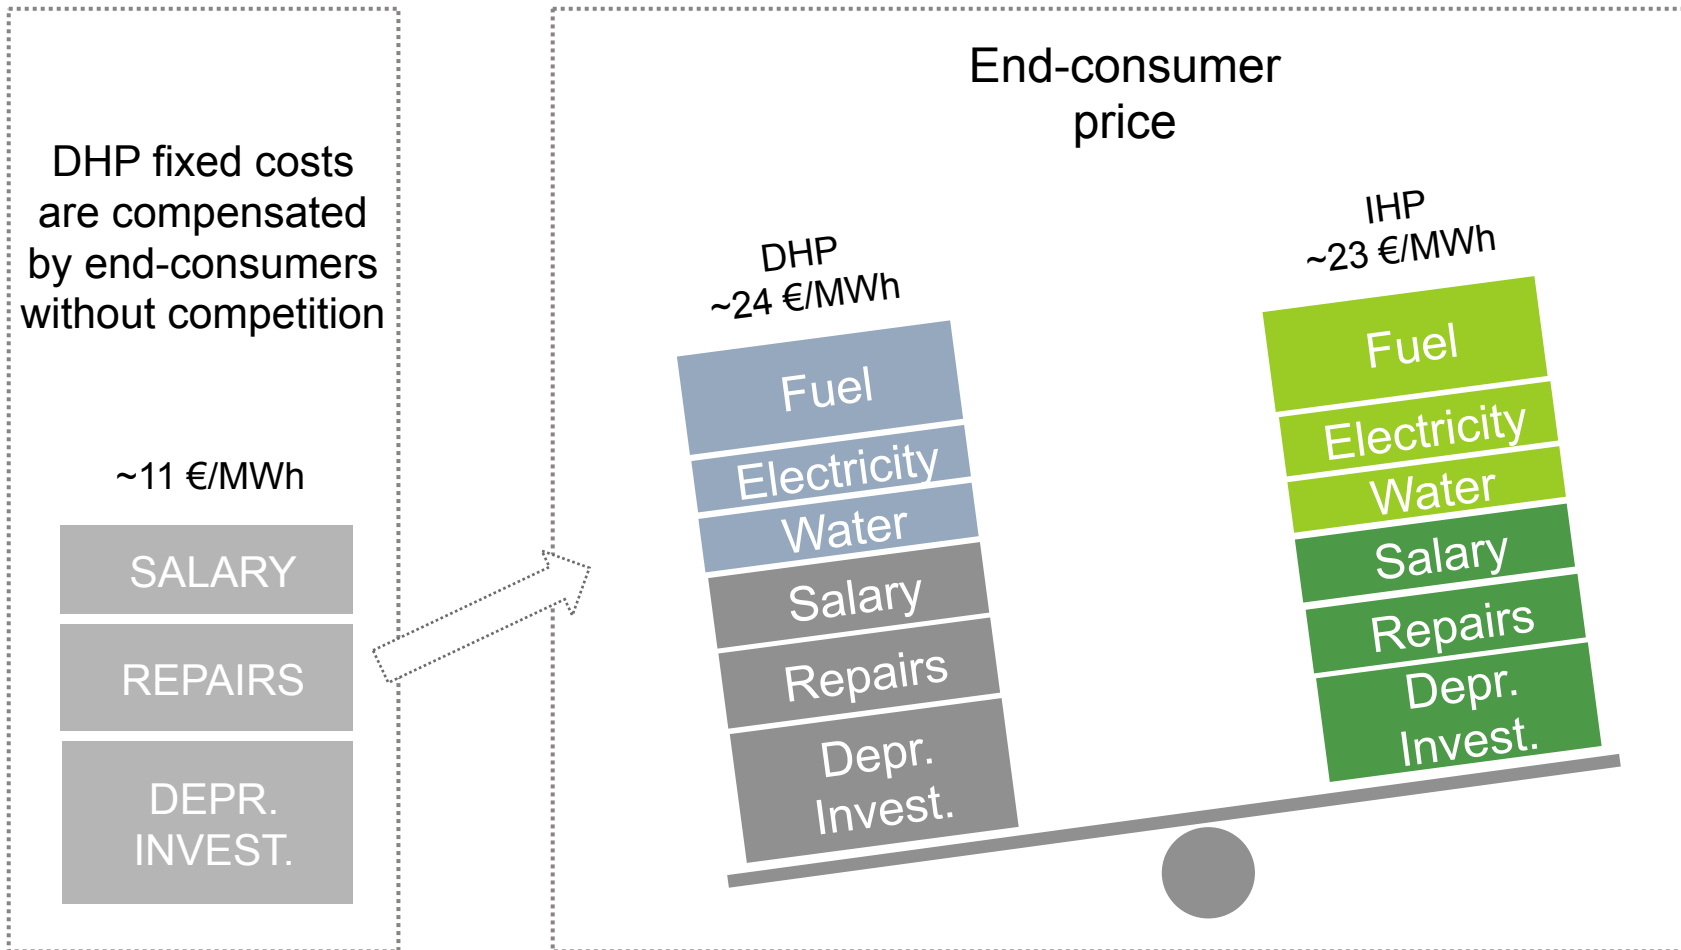 DHP fixed costs
are compensated
by end-consumers
without competition
~11 €/MWh
SALARY
REPAIRS
DEPR.
INVEST.
End-consumer
price
DHP
~24 €/MWh
Fuel
Electricity
Water
Salary
Repairs
Depr.
Invest.
IHP
~23 €/MWh
Fuel
Electricity
Water
Salary
Repairs
Depr.
Invest.